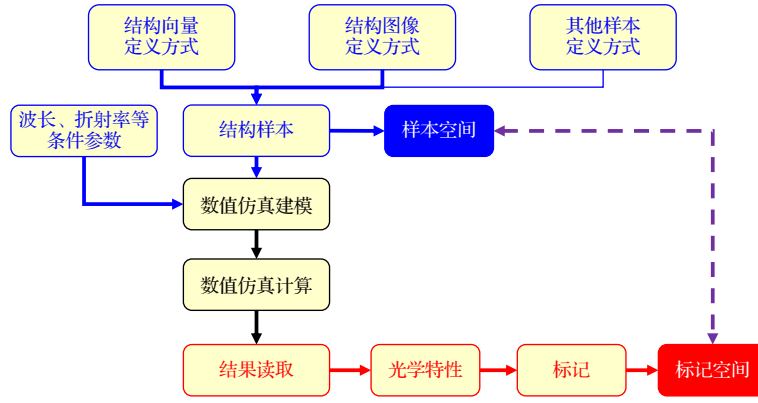 结构向量
定义方式
结构图像
定义方式
其他样本
定义方式
波长、折射率等
条件参数
结构样本
样本空间
数值仿真建模
数值仿真计算
结果读取
光学特性
标记
标记空间